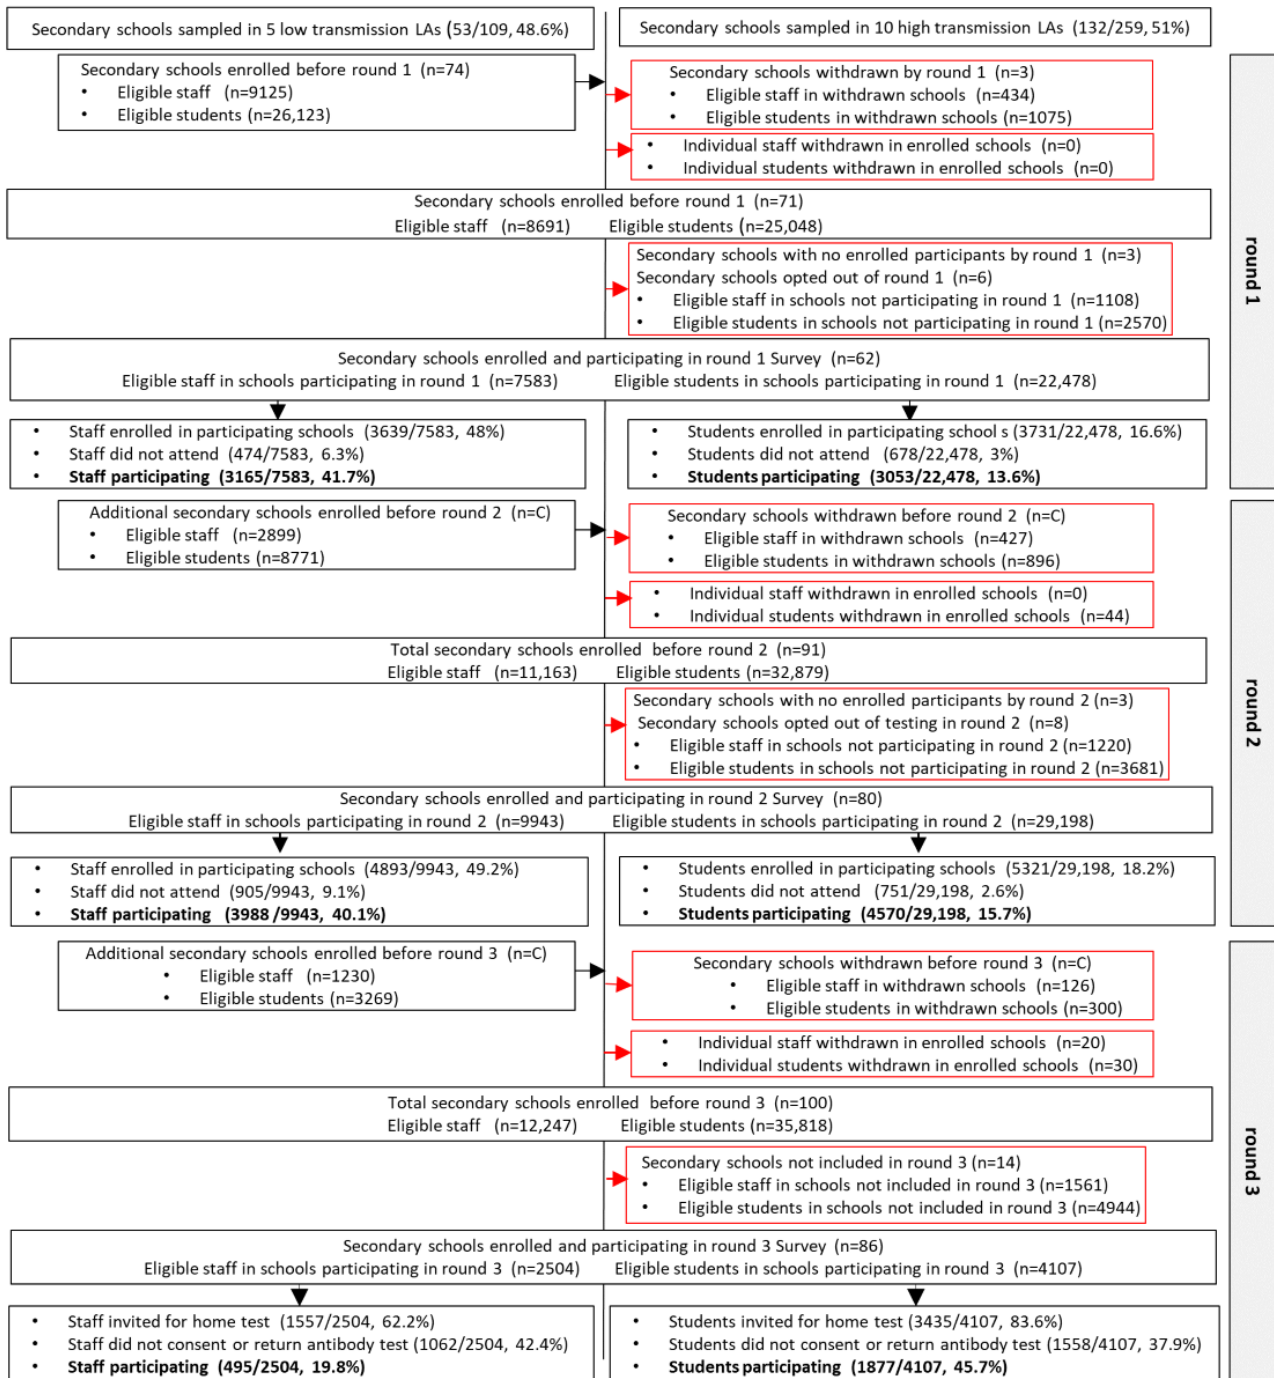 Secondary schools sampled in 5 low transmission LAs (53/109, 48.6%)
Secondary schools sampled in 10 high transmission LAs (132/259, 51%)
Secondary schools enrolled before round 1 (n=74)
• Eligible staff (n=9125)
• Eligible students (n=26,123)
Secondary schools withdrawn by round 1 (n=3)
• Eligible staff in withdrawn schools (n=434)
• Eligible students in withdrawn schools (n=1075)
• Individual staff withdrawn in enrolled schools (n=0)
• Individual students withdrawn in enrolled schools (n=0)
Secondary schools enrolled before round 1 (n=71)
Eligible staff (n=8691) Eligible students (n=25,048)
Secondary schools with no enrolled participants by round 1 (n=3)
Secondary schools opted out of round 1 (n=6)
• Eligible staff in schools not participating in round 1 (n=1108)
• Eligible students in schools not participating in round 1 (n=2570)
Secondary schools enrolled and participating in round 1 Survey (n=62)
Eligible staff in schools participating in round 1 (n=7583) Eligible students in schools participating in round 1 (n=22,478)
• Staff enrolled in participating schools (3639/7583, 48%)
• Staff did not attend (474/7583, 6.3%)
• Staff participating (3165/7583, 41.7%)
• Students enrolled in participating school s (3731/22,478, 16.6%)
• Students did not attend (678/22,478, 3%)
• Students participating (3053/22,478, 13.6%)
round 1
Additional secondary schools enrolled before round 2 (n=C)
• Eligible staff (n=2899)
• Eligible students (n=8771)
Secondary schools withdrawn before round 2 (n=C)
• Eligible staff in withdrawn schools (n=427)
• Eligible students in withdrawn schools (n=896)
• Individual staff withdrawn in enrolled schools (n=0)
• Individual students withdrawn in enrolled schools (n=44)
Total secondary schools enrolled before round 2 (n=91)
Eligible staff (n=11,163) Eligible students (n=32,879)
Secondary schools with no enrolled participants by round 2 (n=3)
Secondary schools opted out of testing in round 2 (n=8)
• Eligible staff in schools not participating in round 2 (n=1220)
• Eligible students in schools not participating in round 2 (n=3681)
Secondary schools enrolled and participating in round 2 Survey (n=80)
Eligible staff in schools participating in round 2 (n=9943) Eligible students in schools participating in round 2 (n=29,198)
• Staff enrolled in participating schools (4893/9943, 49.2%)
• Staff did not attend (905/9943, 9.1%)
• Staff participating (3988 /9943, 40.1%)
• Students enrolled in participating schools (5321/29,198, 18.2%)
• Students did not attend (751/29,198, 2.6%)
• Students participating (4570/29,198, 15.7%)
round 2
Additional secondary schools enrolled before round 3 (n=C)
• Eligible staff (n=1230)
• Eligible students (n=3269)
Secondary schools withdrawn before round 3 (n=C)
• Eligible staff in withdrawn schools (n=126)
• Eligible students in withdrawn schools (n=300)
• Individual staff withdrawn in enrolled schools (n=20)
• Individual students withdrawn in enrolled schools (n=30)
Total secondary schools enrolled before round 3 (n=100)
Eligible staff (n=12,247) Eligible students (n=35,818)
Secondary schools not included in round 3 (n=14)
• Eligible staff in schools not included in round 3 (n=1561)
• Eligible students in schools not included in round 3 (n=4944)
Secondary schools enrolled and participating in round 3 Survey (n=86)
Eligible staff in schools participating in round 3 (n=2504) Eligible students in schools participating in round 3 (n=4107)
• Staff invited for home test (1557/2504, 62.2%)
• Staff did not consent or return antibody test (1062/2504, 42.4%)
• Staff participating (495/2504, 19.8%)
• Students invited for home test (3435/4107, 83.6%)
• Students did not consent or return antibody test (1558/4107, 37.9%)
• Students participating (1877/4107, 45.7%)
round 3